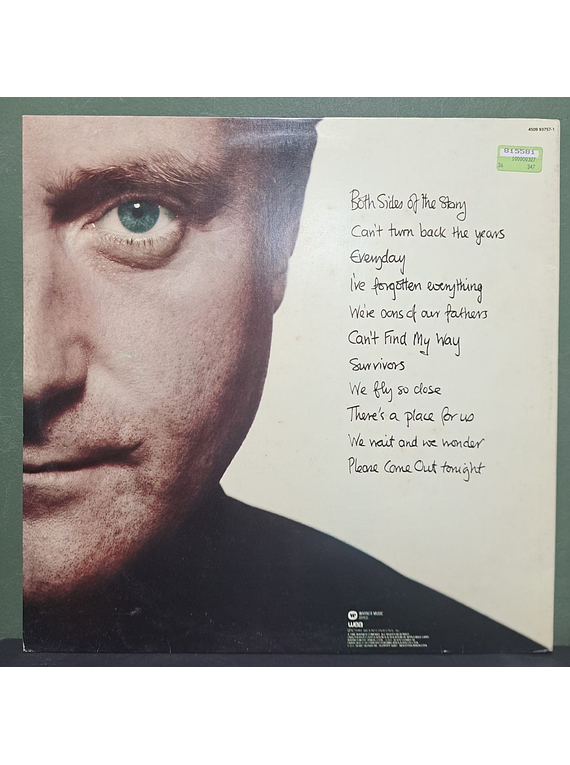 4509 93757-1
815581
Both Sides of the Story
Can't turn back the years
Everyday
I've forgotten everything
We're sons of our fathers
Can't Find My Way
Survivors
We fly so close
There's a place for us
We wait and we wonder
Please Come Out tonight
WARNER MUSIC
wea